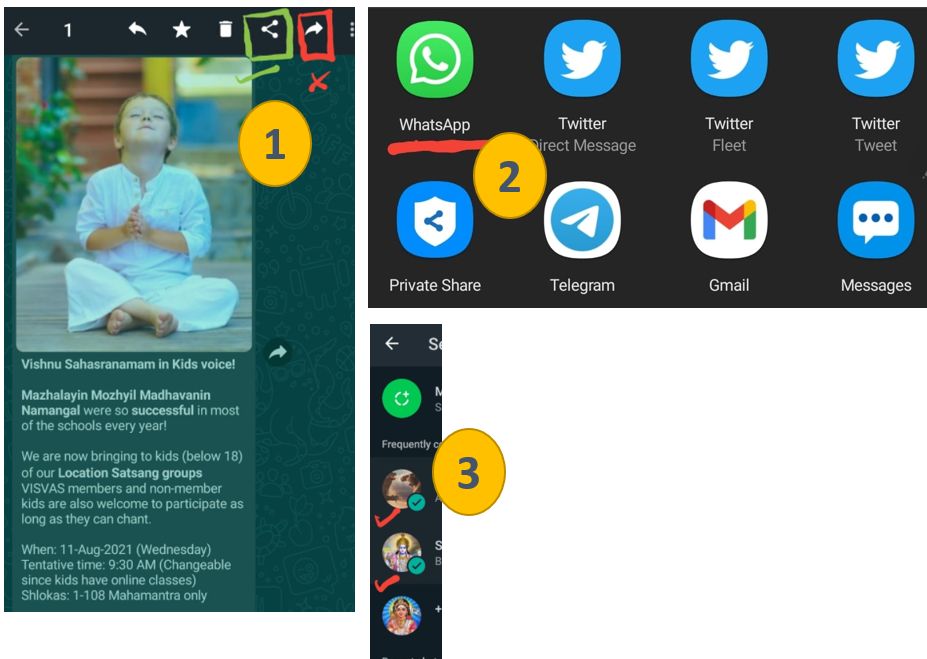 1
1
Vishnu Sahasranamam in Kids voice!
Mazhalayin Mozhyil Madhavanin
Namangal were so successful in most
of the schools every year!
We are now bringing to kids (below 18)
of our Location Satsang groups
VISVAS members and non-member
kids are also welcome to participate as
long as they can chant.
When: 11-Aug-2021 (Wednesday)
Tentative time: 9:30 AM (Changeable
since kids have online classes)
Shlokas: 1-108 Mahamantra only
WhatsApp
Twitter
Direct Message
Twitter
Fleet
Twitter
Tweet
2
Private Share
Telegram
Gmail
Messages
Frequently
3